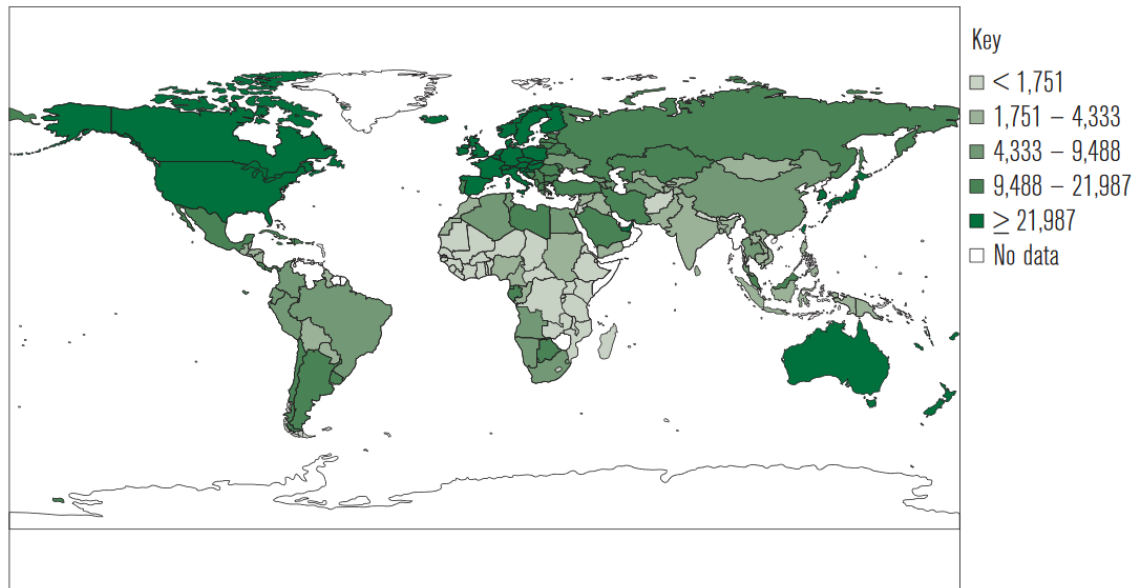 Key
< 1,751
1,751 – 4,333
4,333 – 9,488
9,488 – 21,987
≥ 21,987
No data